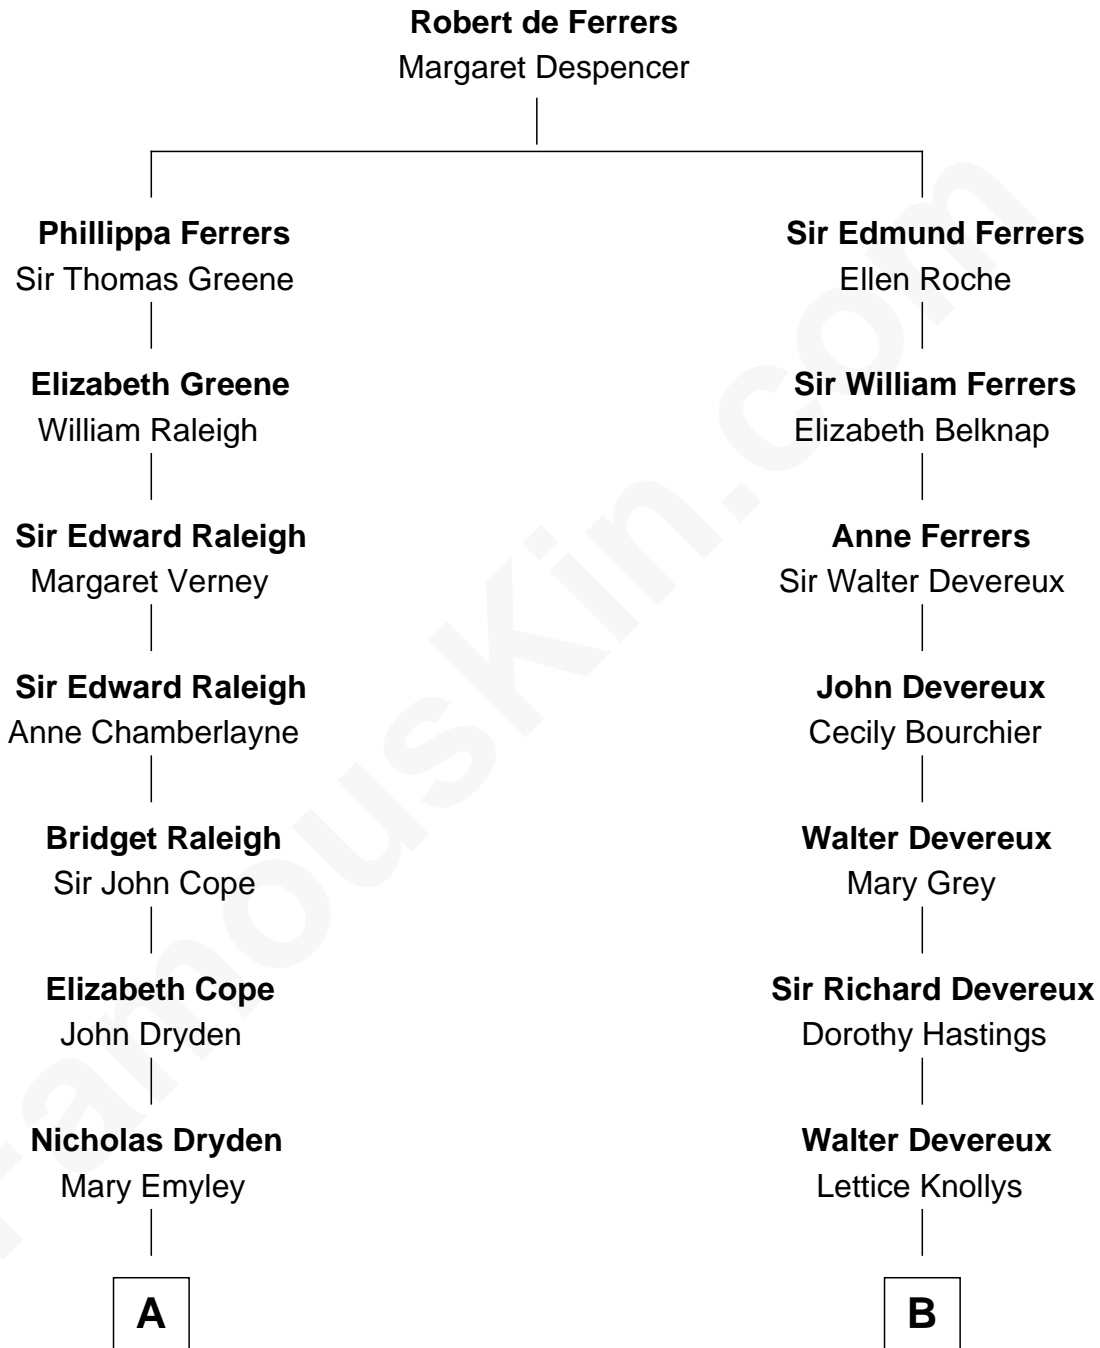 Robert de Ferrers
Margaret Despencer
Phillippa Ferrers
Sir Thomas Greene
Sir Edmund Ferrers
Ellen Roche
Elizabeth Greene
William Raleigh
Sir William Ferrers
Elizabeth Belknap
Sir Edward Raleigh
Margaret Verney
Anne Ferrers
Sir Walter Devereux
Sir Edward Raleigh
Anne Chamberlayne
John Devereux
Cecily Bourchier
Bridget Raleigh
Sir John Cope
Walter Devereux
Mary Grey
Elizabeth Cope
John Dryden
Sir Richard Devereux
Dorothy Hastings
Nicholas Dryden
Mary Emyley
Walter Devereux
Lettice Knollys
A
B
FamousKin.com